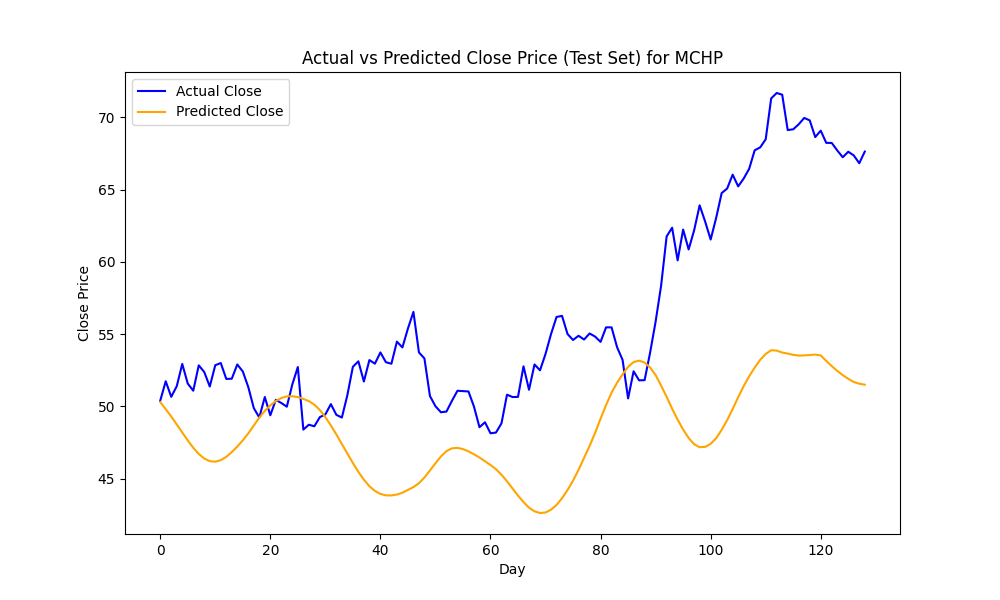 Actual vs Predicted Close Price (Test Set) for MCHP
Actual Close
Predicted Close
Close Price
70
65
60
55
50
45
0 20 40 60 80 100 120
Day